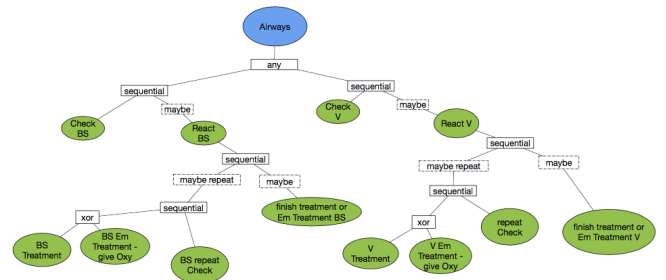 Airways
any
sequential
sequential
maybe
maybe
Check
BS
React
BS
Check
V
React V
sequential
sequential
maybe repeat
maybe
maybe repeat
maybe
xor
sequential
finish treatment or
Em Treatment BS
sequential
xor
BS
Treatment
BS Em
Treatment -
give Oxy
BS repeat
Check
V
Treatment
V Em
Treatment -
give Oxy
repeat
Check
finish treatment or
Em Treatment V